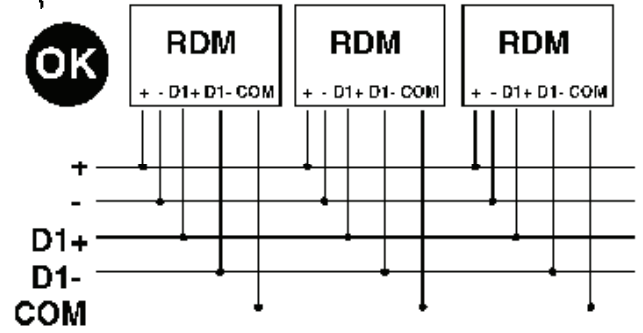 OK
RDM RDM RDM
+ - D1+ D1- COM + - D1+ D1- COM + - D1+ D1- COM
+
-
D1+
D1-
COM